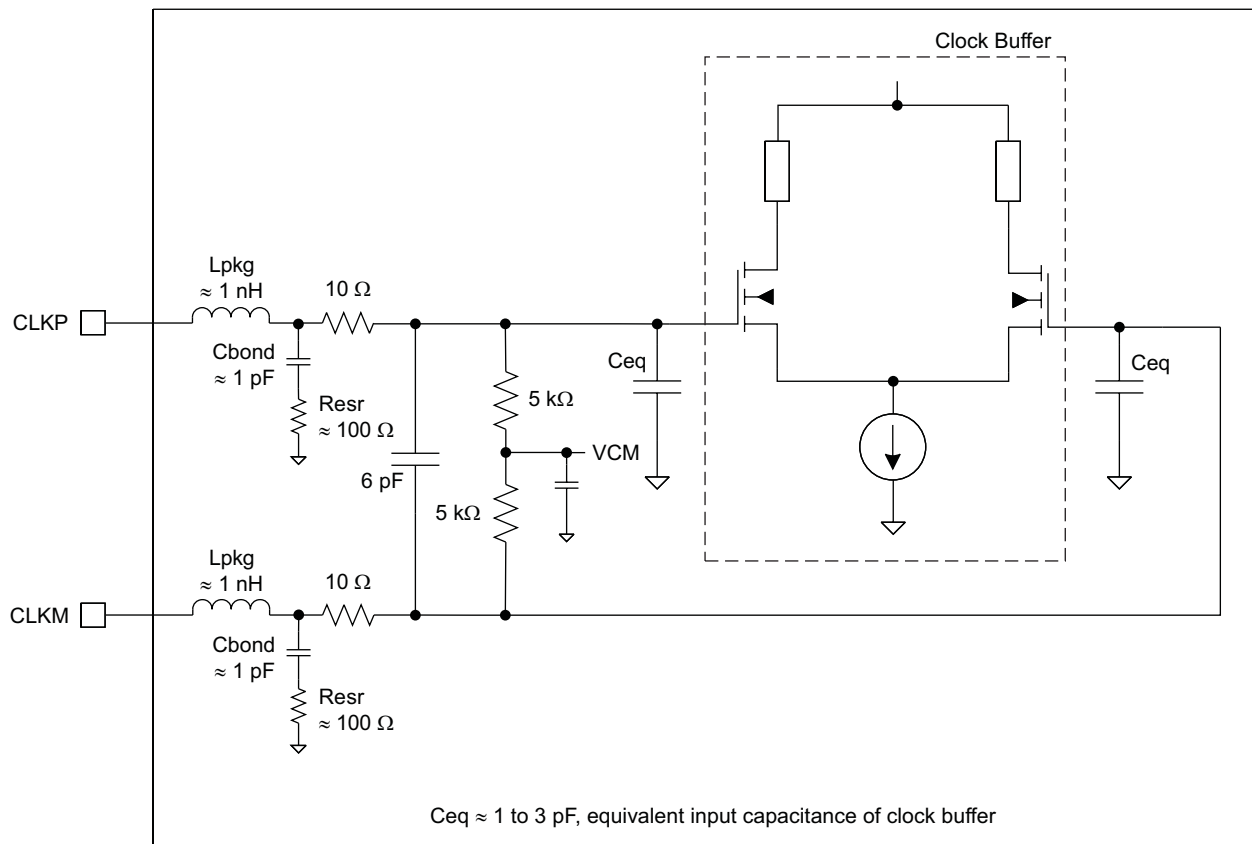 Clock Buffer
Lpkg
≈ 1 nH
10 Ω
CLKP
Cbond
≈ 1 pF
Resr
≈ 100 Ω
6 pF
5 kΩ
VCM
5 kΩ
Ceq
Ceq
Lpkg
≈ 1 nH
10 Ω
CLKM
Cbond
≈ 1 pF
Resr
≈ 100 Ω
Ceq ≈ 1 to 3 pF, equivalent input capacitance of clock buffer